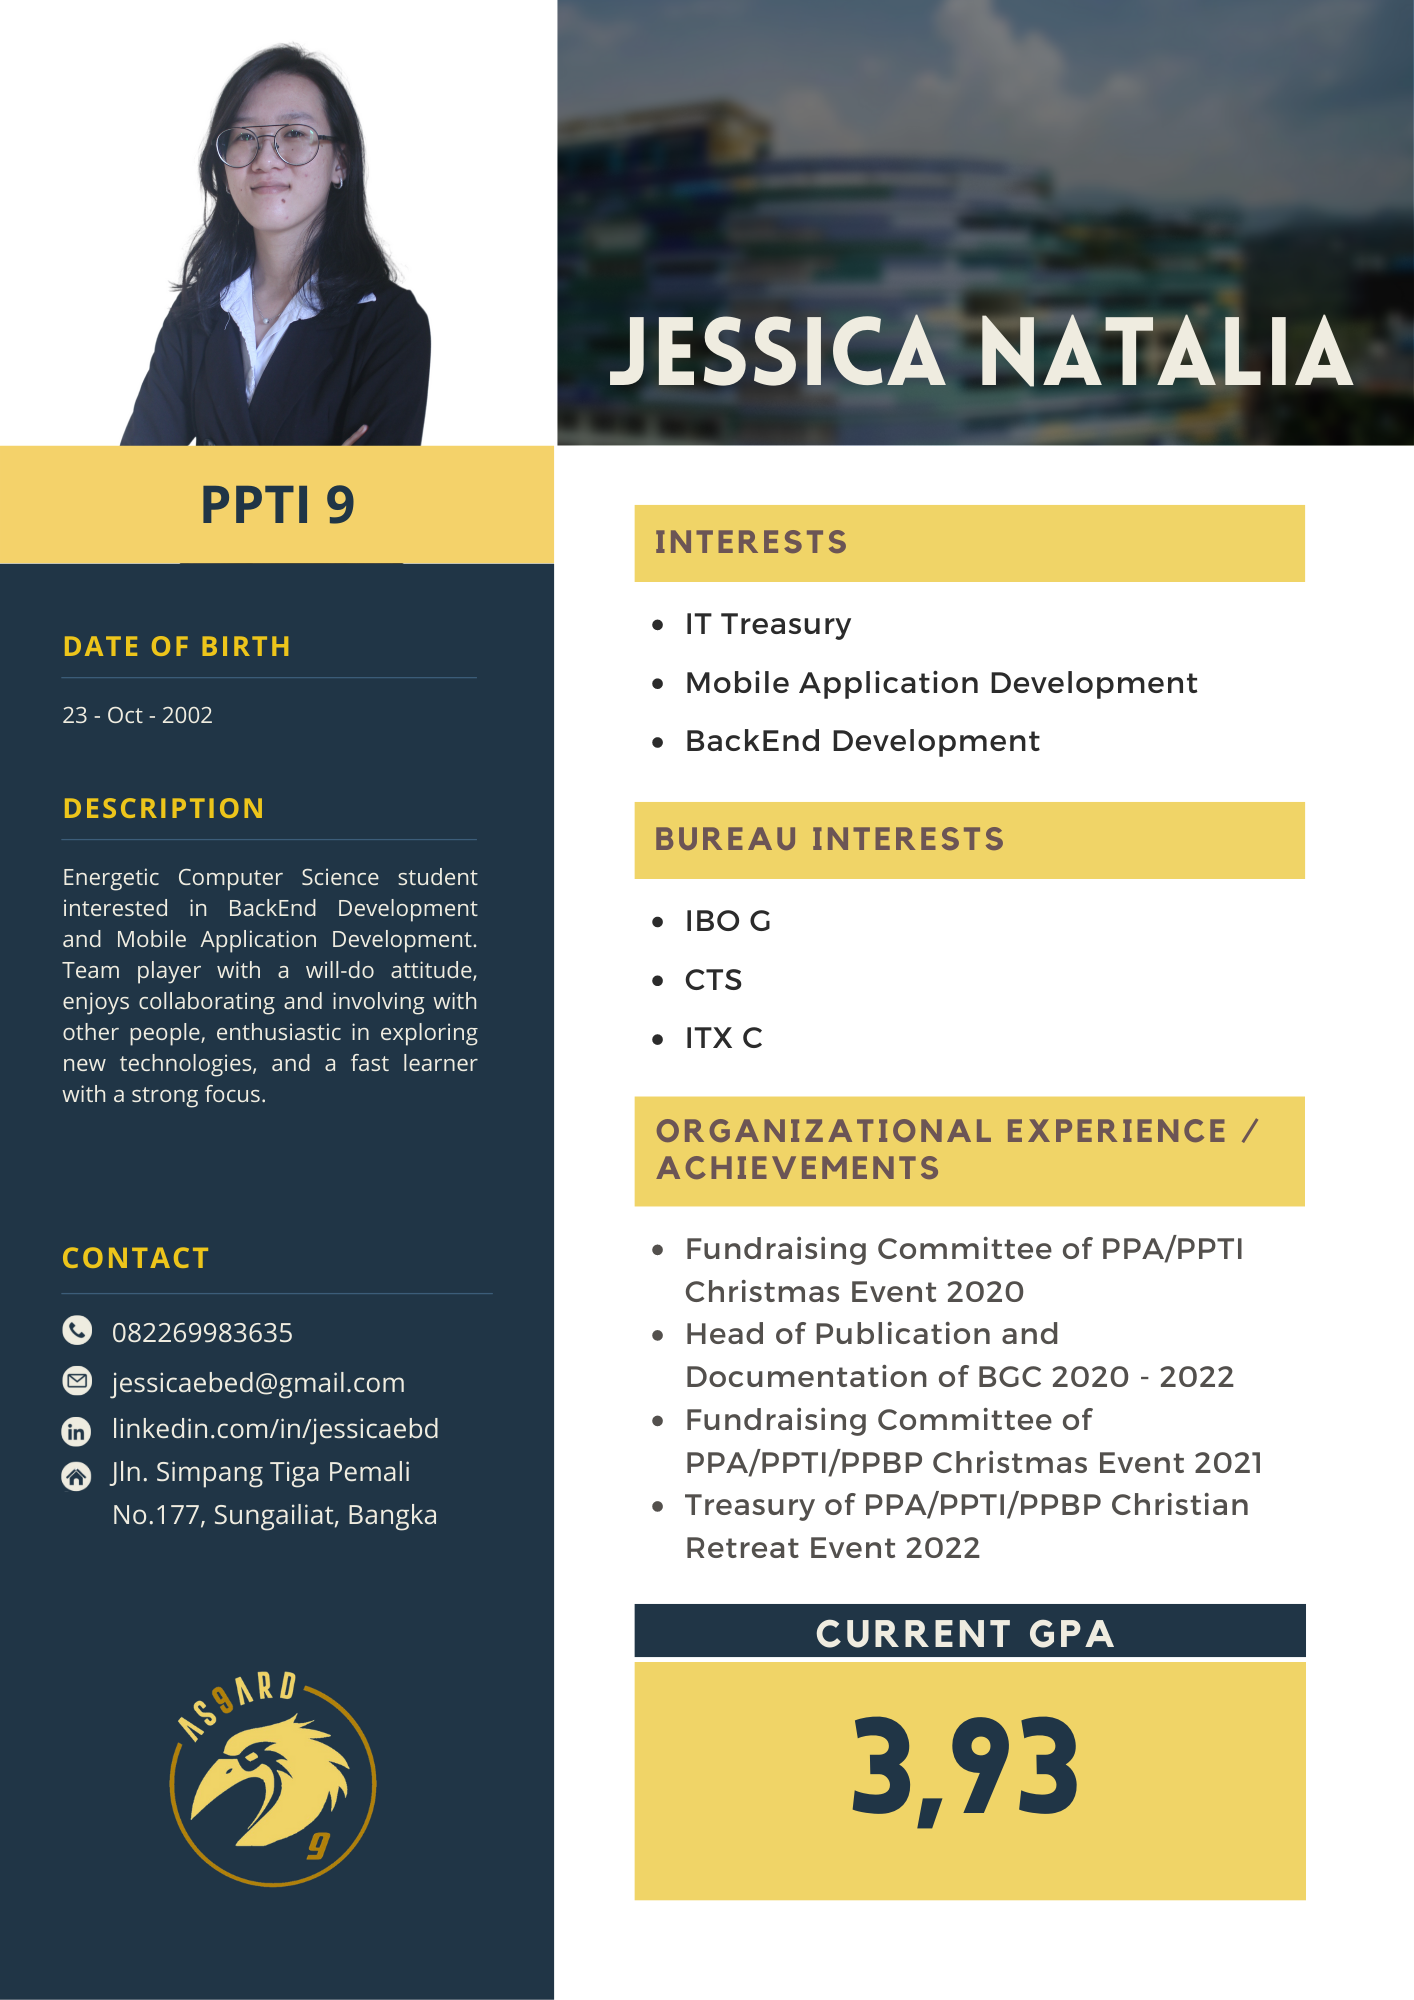 JESSICA NATALIA
PPTI 9
DATE OF BIRTH
23 - Oct - 2002
DESCRIPTION
Energetic Computer Science student
interested in BackEnd Development
and Mobile Application Development.
Team player with a will-do attitude,
enjoys collaborating and involving with
other people, enthusiastic in exploring
new technologies, and a fast learner
with a strong focus.
CONTACT
082269983635
jessicaebed@gmail.com
linkedin.com/in/jessicaebd
Jln. Simpang Tiga Pemali
No.177, Sungailiat, Bangka
AS9ARD
9
INTERESTS
IT Treasury
Mobile Application Development
BackEnd Development
BUREAU INTERESTS
IBO G
CTS
ITX C
ORGANIZATIONAL EXPERIENCE /
ACHIEVEMENTS
Fundraising Committee of PPA/PPTI
Christmas Event 2020
Head of Publication and
Documentation of BGC 2020 - 2022
Fundraising Committee of
PPA/PPTI/PPBP Christmas Event 2021
Treasury of PPA/PPTI/PPBP Christian
Retreat Event 2022
CURRENT GPA
3,93